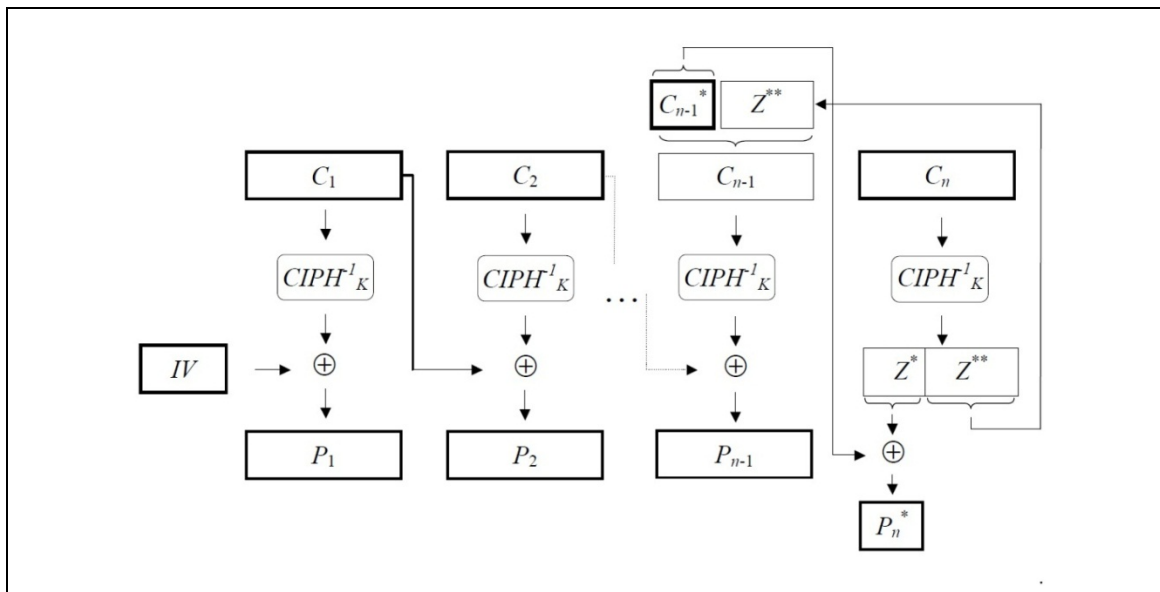 C_{n-1}^* Z^{**}
C_1 C_2 C_{n-1} C_n
CIPH^{-1}_K CIPH^{-1}_K ... CIPH^{-1}_K CIPH^{-1}_K
IV ⊕ ⊕ ⊕ Z^* Z^{**}
P_1 P_2 P_{n-1} ⊕
P_n^*